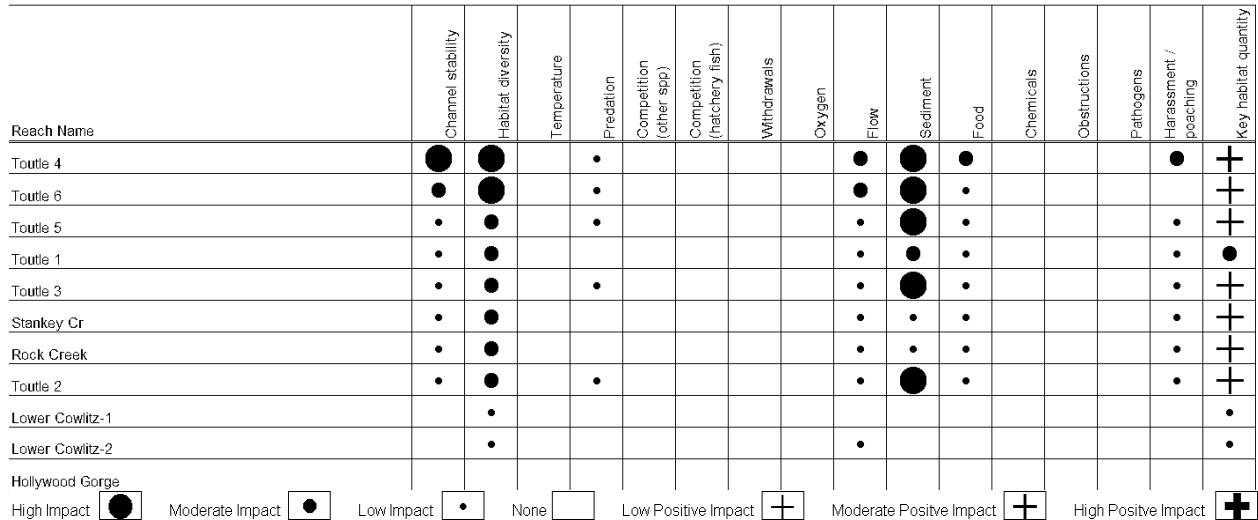 Reach Name
Channel stability
Habitat diversity
Temperature
Predation
Competition
(other spp)
Competition
(hatchery fish)
Withdrawals
Oxygen
Flow
Sediment
Food
Chemicals
Obstructions
Pathogens
Harassment /
poaching
Key habitat quantity
Toutle 4
Toutle 6
Toutle 5
Toutle 1
Toutle 3
Stankey Cr
Rock Creek
Toutle 2
Lower Cowlitz-1
Lower Cowlitz-2
Hollywood Gorge
High Impact Moderate Impact Low Impact None Low Positive Impact Moderate Positve Impact High Positve Impact